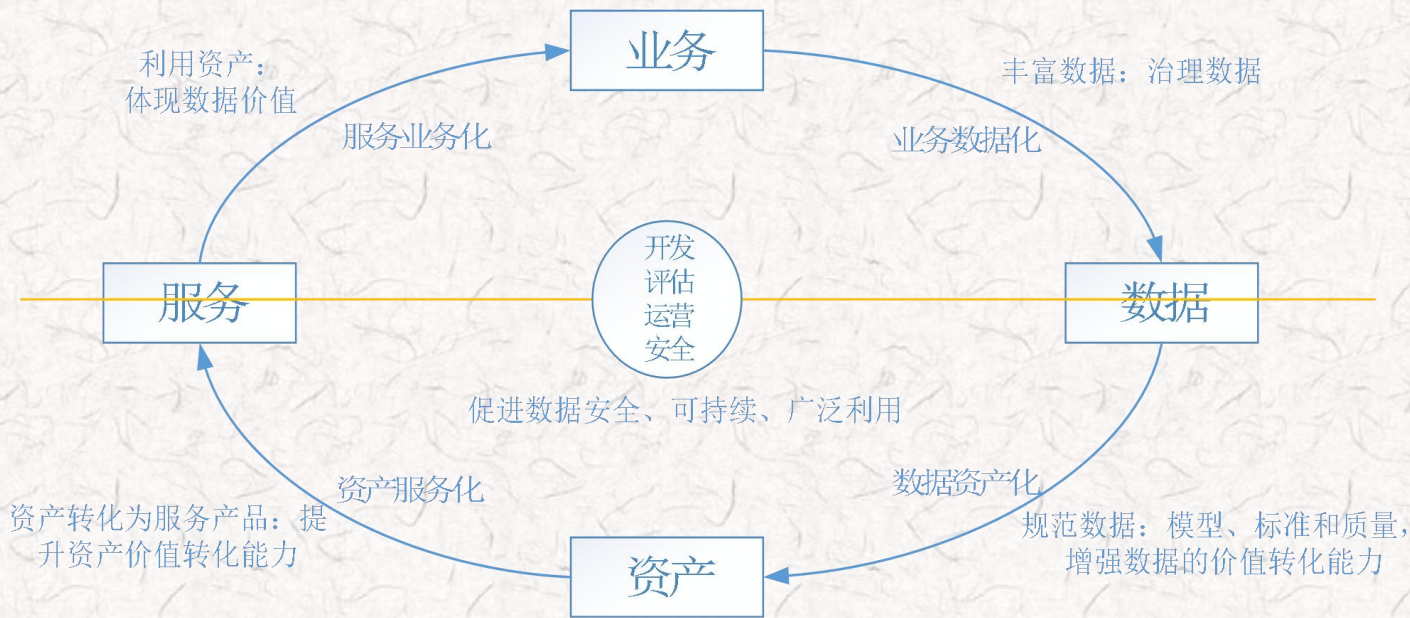 业务
利用资产：
体现数据价值
丰富数据：治理数据
服务业务化
业务数据化
开发
评估
运营
安全
服务
数据
促进数据安全、可持续、广泛利用
资产服务化
数据资产化
资产转化为服务产品：提
升资产价值转化能力
规范数据：模型、标准和质量，
增强数据的价值转化能力
资产